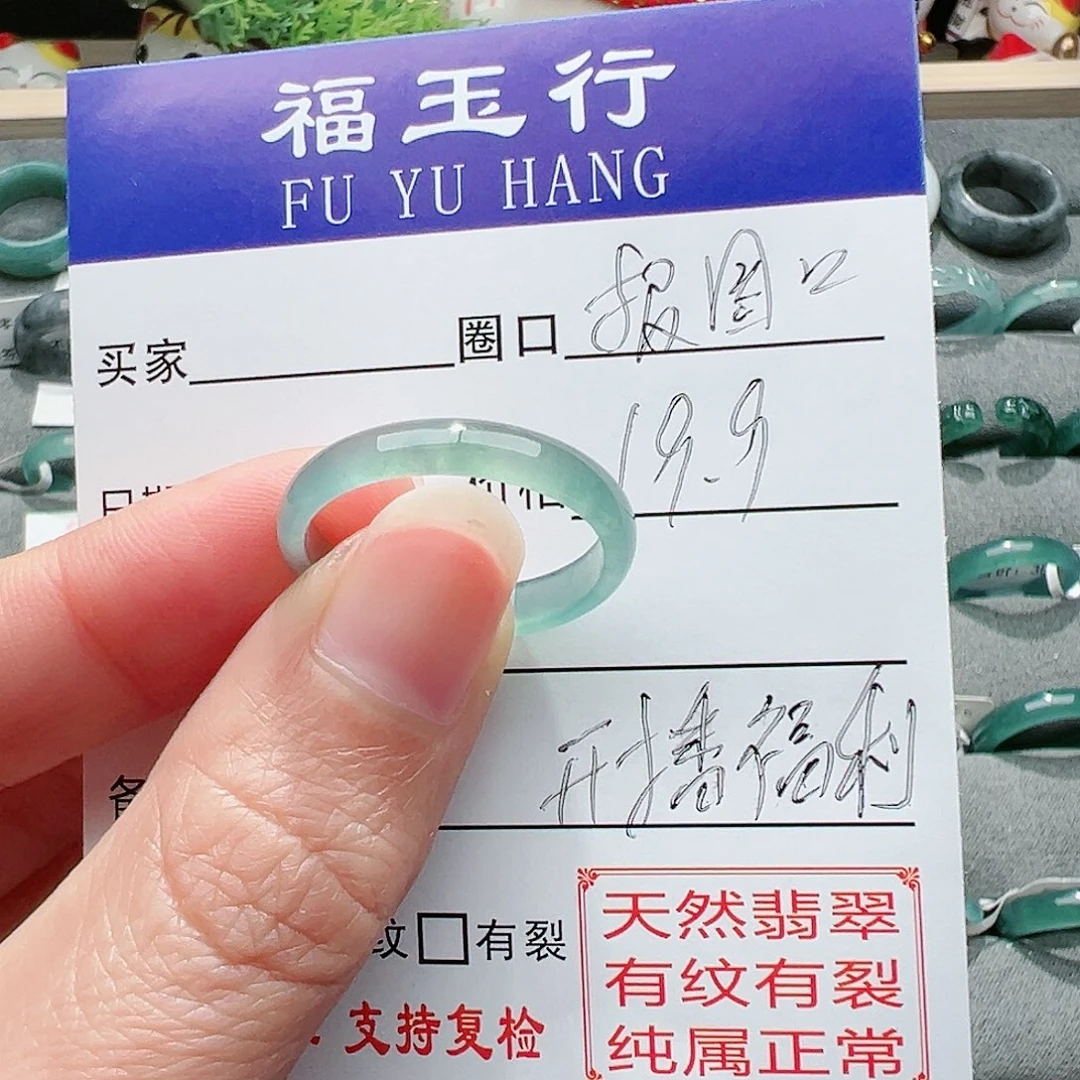 福玉行
FU YU HANG
买家 圈口 报圈口
19.9
开播福利
纹 有裂
支持复检
天然翡翠
有纹有裂
纯属正常